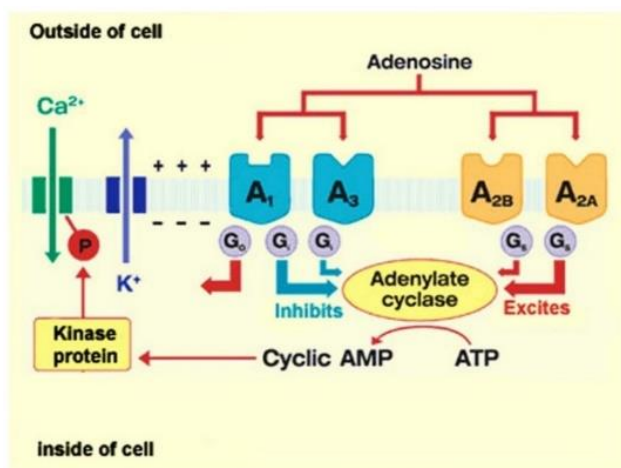 Outside of cell
Adenosine
Ca²⁺
+ + +
A₁
A₃
A₂B
A₂A
- - -
P
Gₒ
Gᵢ
Gᵢ
Gₛ
Gₛ
K⁺
Adenylate
cyclase
Inhibits
Excites
Kinase
protein
Cyclic AMP
ATP
inside of cell